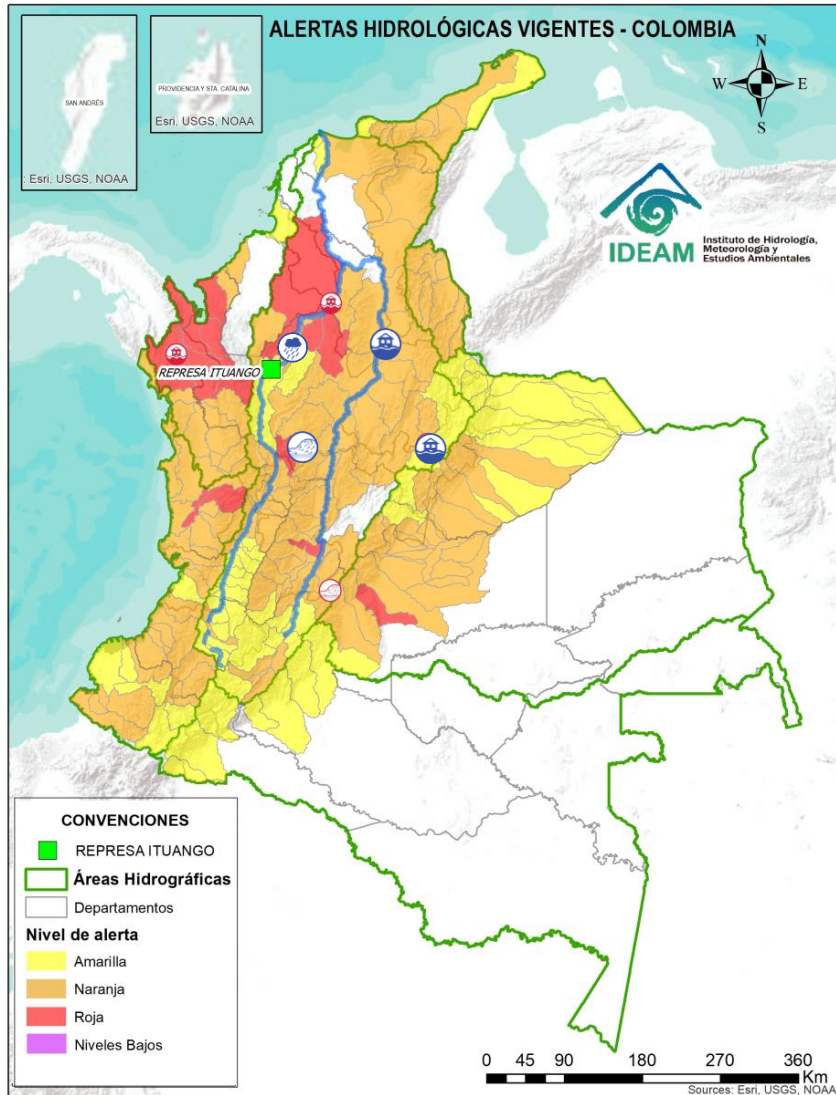 ALERTAS HIDROLÓGICAS VIGENTES - COLOMBIA
SAN ANDRÉS
: Esri, USGS, NOAA
PROVIDENCIA Y STA. CATALINA
Esri, USGS, NOAA
N
W
E
S
IDEAM
Instituto de Hidrología,
Meteorología y
Estudios Ambientales
REPRESA ITUANGO
CONVENCIONES
REPRESA ITUANGO
Áreas Hidrográficas
Departamentos
Nivel de alerta
Amarilla
Naranja
Roja
Niveles Bajos
0 45 90 180 270 360
Km
Sources: Esri, USGS, NOAA